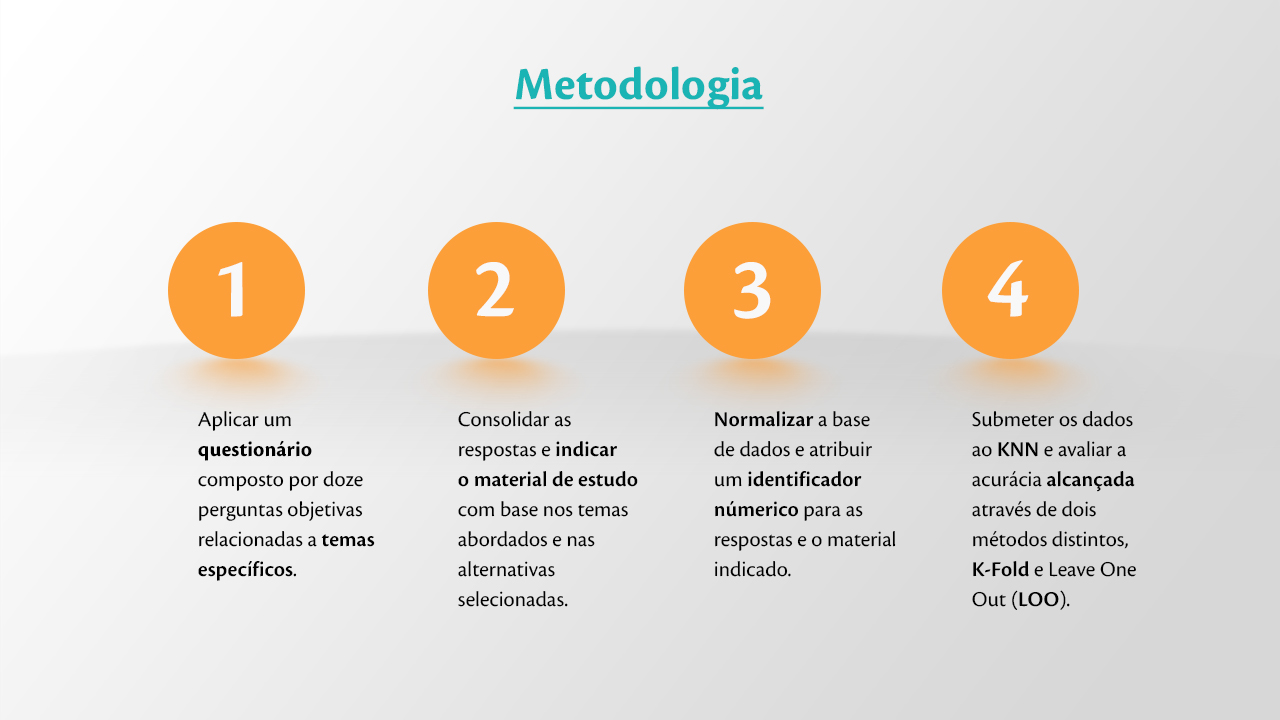 Metodologia
1
Aplicar um
questionário
composto por doze
perguntas objetivas
relacionadas a temas
específicos.
2
Consolidar as
respostas e indicar
o material de estudo
com base nos temas
abordados e nas
alternativas
selecionadas.
3
Normalizar a base
de dados e atribuir
um identificador
númerico para as
respostas e o material
indicado.
4
Submeter os dados
ao KNN e avaliar a
acurácia alcançada
através de dois
métodos distintos,
K-Fold e Leave One
Out (LOO).